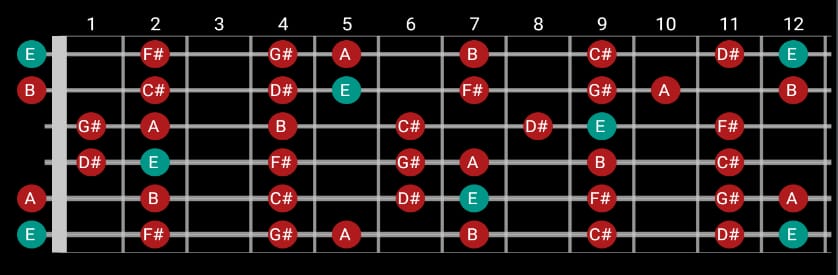 1 2 3 4 5 6 7 8 9 10 11 12
E F# G# A B C# D# E
B C# D# E F# G# A B
G# A B C# D# E F#
D# E F# G# A B C#
A B C# D# E F# G# A
E F# G# A B C# D# E